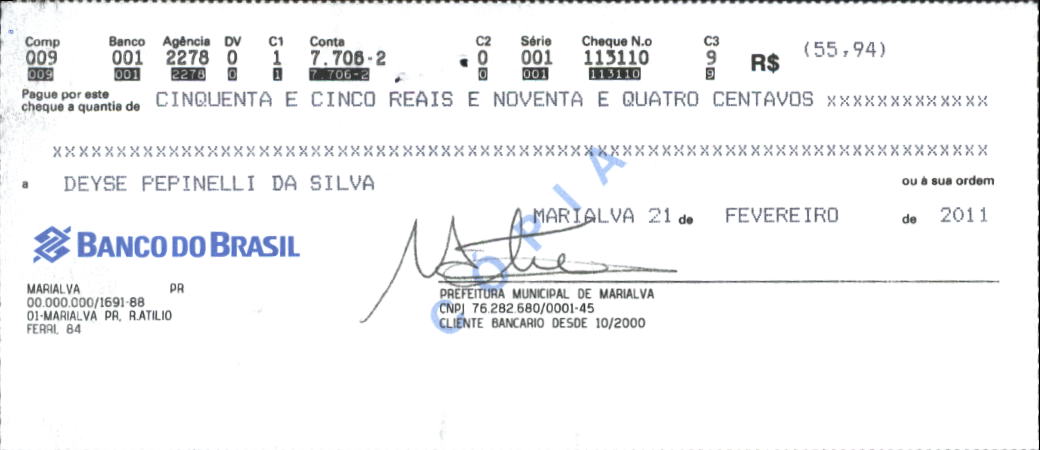 Comp Banco Agência DV C1 Conta C2 Série Cheque N.o C3
009 001 2278 0 1 7.706-2 0 001 113110 9 R$ (55,94)
009 001 2278 0 1 7.706-2 0 001 113110 9
Pague por este
cheque a quantia de CINQUENTA E CINCO REAIS E NOVENTA E QUATRO CENTAVOS xxxxxxxxxxxxx
xxxxxxxxxxxxxxxxxxxxxxxxxxxxxxxxxxxxxxxxxxxxxxxxxxxxxxxxxxxxxxxxxxxxxxxxx
a DEYSE PEPINELLI DA SILVA ou à sua ordem
MARIALVA 21 de FEVEREIRO de 2011
BANCO DO BRASIL
CÓPIA
MARIALVA PR
00.000.000/1691-88
01-MARIALVA PR, R.ATILIO
FERRI, 84
PREFEITURA MUNICIPAL DE MARIALVA
CNPJ 76.282.680/0001-45
CLIENTE BANCARIO DESDE 10/2000